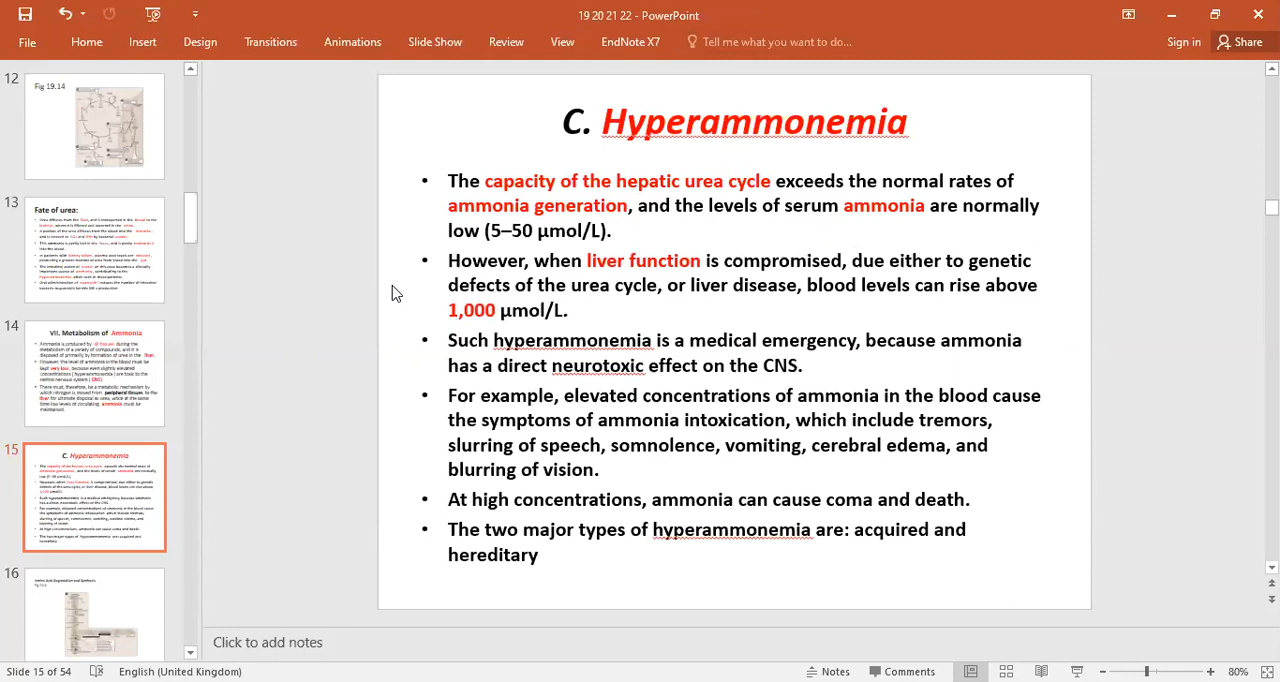 19 20 21 22 - PowerPoint
File Home Insert Design Transitions Animations Slide Show Review View EndNote X7 Tell me what you want to do... Sign in Share
12
Fig 19.14
13
Fate of urea:
14
VII. Metabolism of Ammonia
15
C. Hyperammonemia
16
C. Hyperammonemia
• The capacity of the hepatic urea cycle exceeds the normal rates of
ammonia generation, and the levels of serum ammonia are normally
low (5–50 μmol/L).
• However, when liver function is compromised, due either to genetic
defects of the urea cycle, or liver disease, blood levels can rise above
1,000 μmol/L.
• Such hyperammonemia is a medical emergency, because ammonia
has a direct neurotoxic effect on the CNS.
• For example, elevated concentrations of ammonia in the blood cause
the symptoms of ammonia intoxication, which include tremors,
slurring of speech, somnolence, vomiting, cerebral edema, and
blurring of vision.
• At high concentrations, ammonia can cause coma and death.
• The two major types of hyperammonemia are: acquired and
hereditary
Click to add notes
Slide 15 of 54 English (United Kingdom) Notes Comments 80%